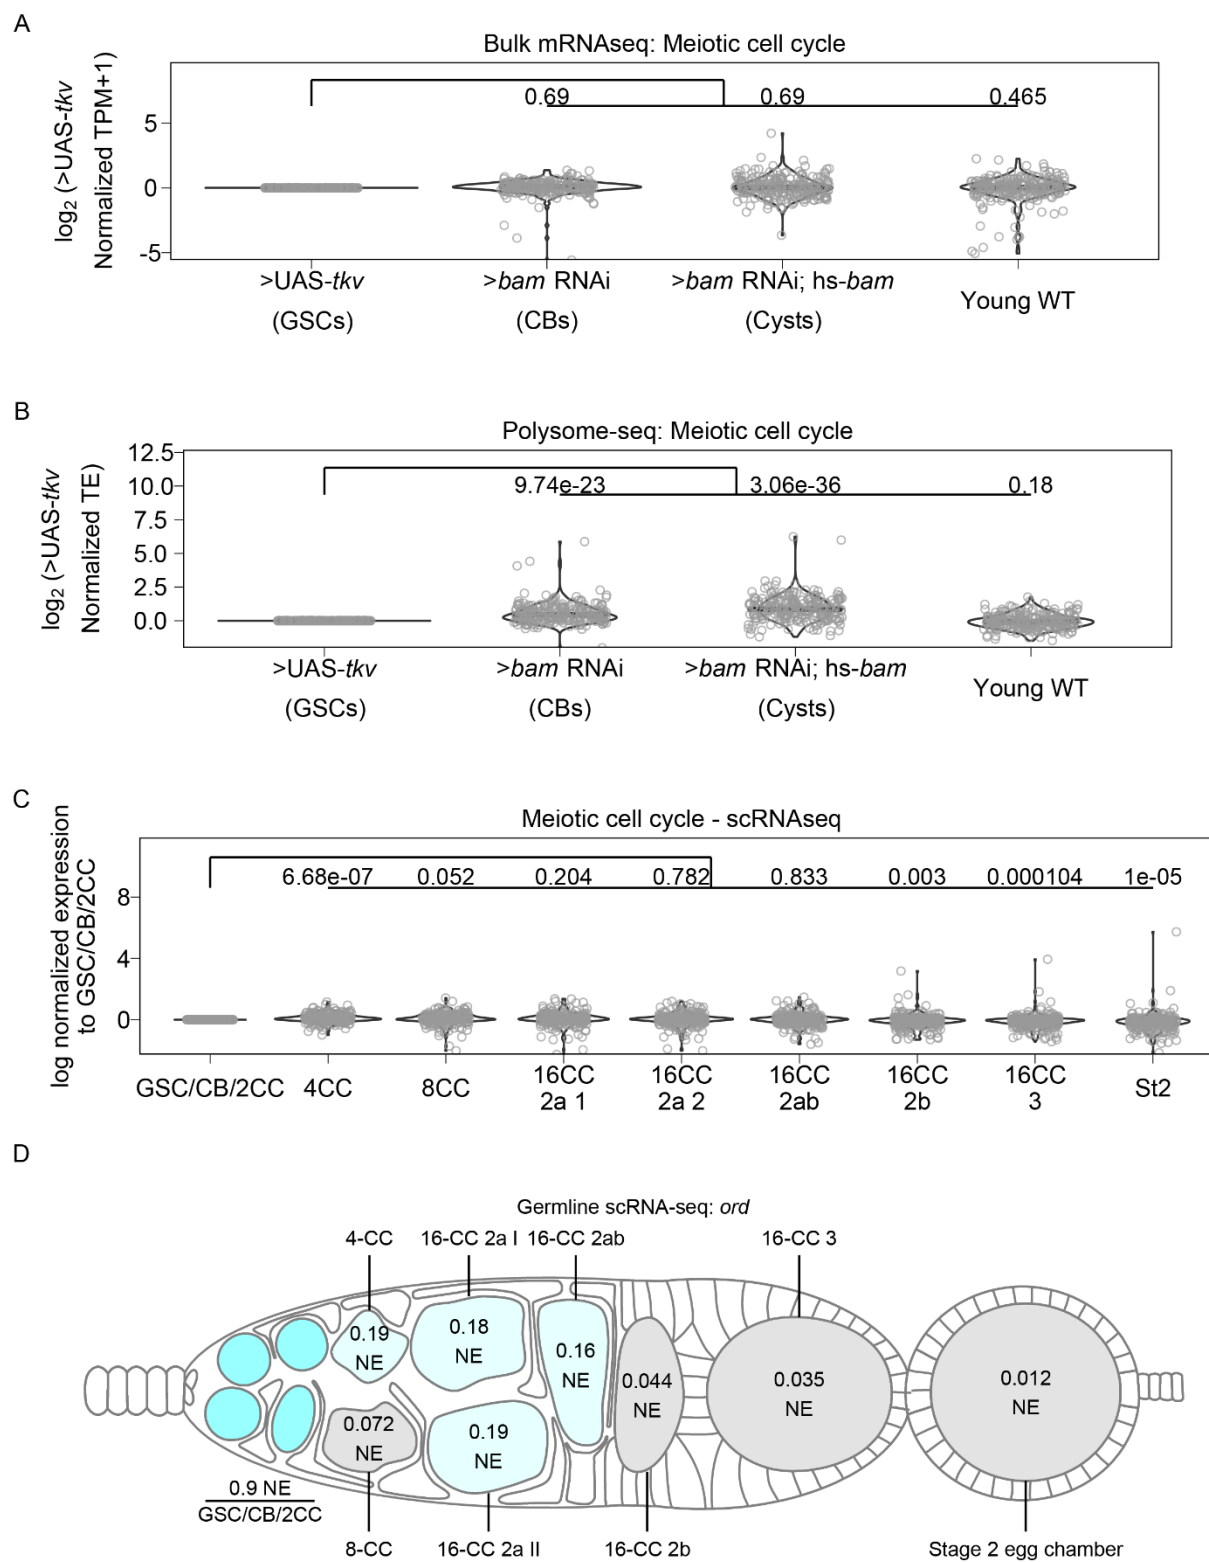 A
Bulk mRNAseq: Meiotic cell cycle
log2 (>UAS-tkv
Normalized TPM+1)
0.69 0.69 0.465
5
0
-5
>UAS-tkv >bam RNAi >bam RNAi; hs-bam Young WT
(GSCs) (CBs) (Cysts)
B
Polysome-seq: Meiotic cell cycle
log2 (>UAS-tkv
Normalized TE)
12.5
10.0
7.5
5.0
2.5
0.0
9.74e-23 3.06e-36 0.18
>UAS-tkv >bam RNAi >bam RNAi; hs-bam Young WT
(GSCs) (CBs) (Cysts)
C
Meiotic cell cycle - scRNAseq
log normalized expression
to GSC/CB/2CC
6.68e-07 0.052 0.204 0.782 0.833 0.003 0.000104 1e-05
8
4
0
GSC/CB/2CC 4CC 8CC 16CC 16CC 16CC 16CC 16CC St2
2a 1 2a 2 2ab 2b 3
D
Germline scRNA-seq: ord
4-CC 16-CC 2a I 16-CC 2ab 16-CC 3
0.19
NE
0.18
NE
0.16
NE
0.044
NE
0.035
NE
0.012
NE
0.072
NE
0.19
NE
0.9 NE
GSC/CB/2CC
8-CC 16-CC 2a II 16-CC 2b Stage 2 egg chamber